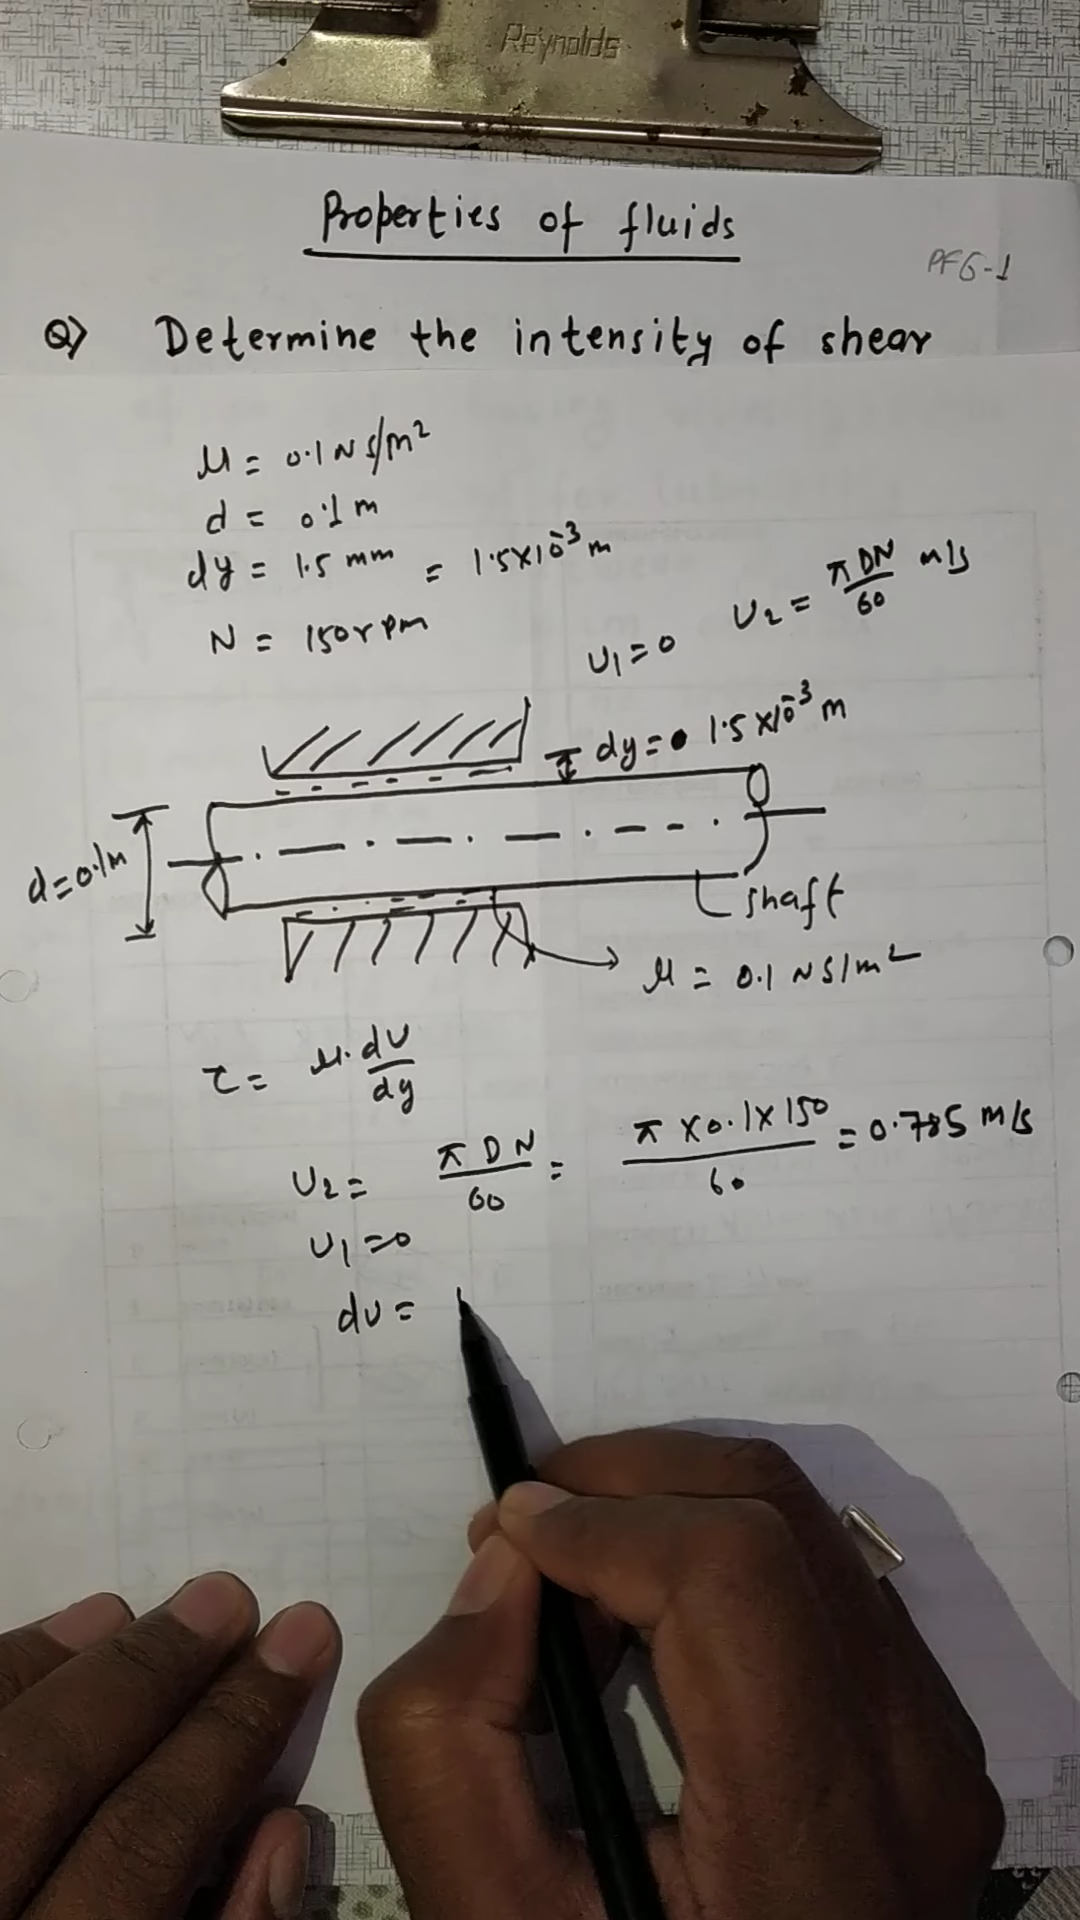 Reynolds
Properties of fluids
PFG-1
Q) Determine the intensity of shear
μ = 0.1 N s/m²
d = 0.1 m
dy = 1.5 mm = 1.5×10⁻³ m
N = 150 rpm
U₁ = 0
U₂ = πDN/60 m/s
dy = 1.5×10⁻³ m
d=0.1m
shaft
μ = 0.1 NS/m²
τ = μ. du/dy
U₂ = πDN/60 = π×0.1×150/60 = 0.785 m/s
U₁ = 0
du =